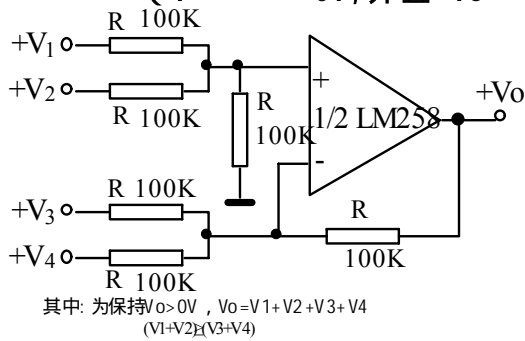 R 100K
+V1
+V2
R 100K
R
100K
+
1/2 LM258
-
+Vo
R 100K
+V3
+V4
R 100K
R
100K
其中: 为保持Vo>0V , Vo=V1+V2+V3+V4
(V1+V2)≥(V3+V4)